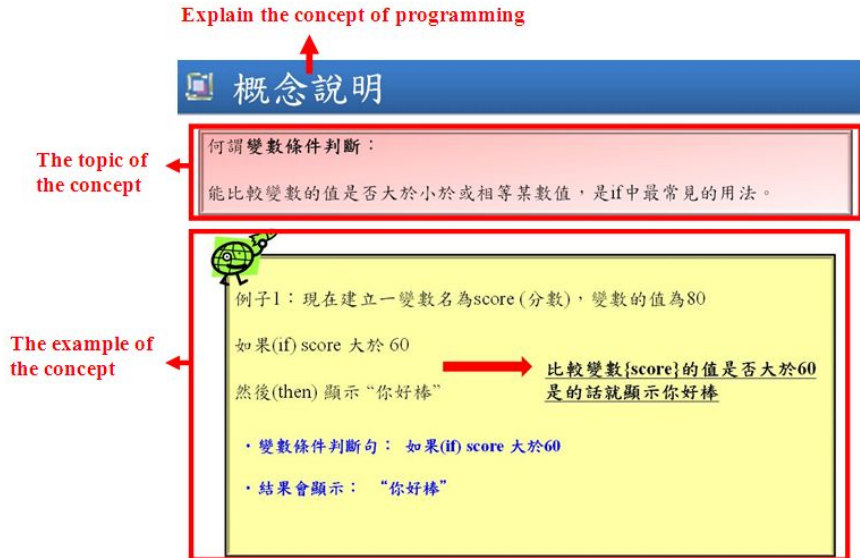 Explain the concept of programming
概念說明
The topic of
the concept
何謂變數條件判斷：
能比較變數的值是否大於小於或相等某數值，是if中最常見的用法。
The example of
the concept
例子1：現在建立一變數名為score (分數)，變數的值為80
如果(if) score 大於 60
然後(then) 顯示 “你好棒”
比較變數{score}的值是否大於60
是的話就顯示你好棒
・變數條件判斷句： 如果(if) score 大於60
・結果會顯示： “你好棒”